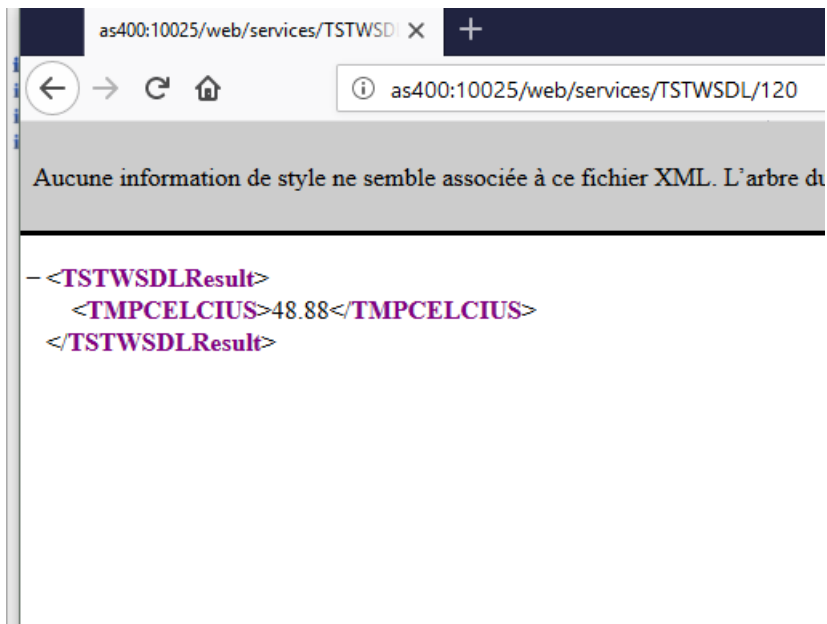 as400:10025/web/services/TSTWSD
as400:10025/web/services/TSTWSDL/120
Aucune information de style ne semble associée à ce fichier XML. L'arbre du
– <TSTWSDLResult>
<TMPCELCIUS>48.88</TMPCELCIUS>
</TSTWSDLResult>